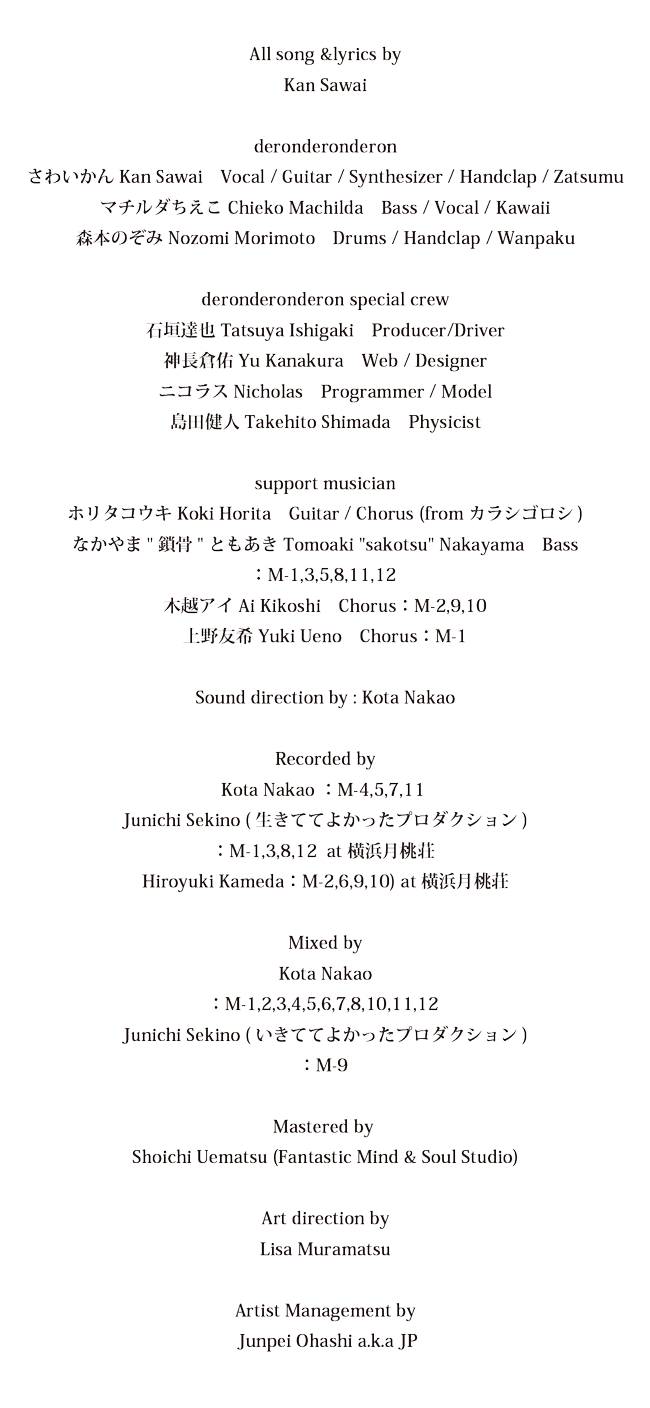 All song &lyrics by
Kan Sawai
deronderonderon
さわいかん Kan Sawai　Vocal / Guitar / Synthesizer / Handclap / Zatsumu
マチルダちえこ Chieko Machilda　Bass / Vocal / Kawaii
森本のぞみ Nozomi Morimoto　Drums / Handclap / Wanpaku
deronderonderon special crew
石垣達也 Tatsuya Ishigaki　Producer/Driver
神長倉佑 Yu Kanakura　Web / Designer
ニコラス Nicholas　Programmer / Model
島田健人 Takehito Shimada　Physicist
support musician
ホリタコウキ Koki Horita　Guitar / Chorus (from カラシゴロシ )
なかやま " 鎖骨 " ともあき Tomoaki "sakotsu" Nakayama　Bass
：M-1,3,5,8,11,12
木越アイ Ai Kikoshi　Chorus：M-2,9,10
上野友希 Yuki Ueno　Chorus：M-1
Sound direction by : Kota Nakao
Recorded by
Kota Nakao ：M-4,5,7,11
Junichi Sekino ( 生きててよかったプロダクション )
：M-1,3,8,12 at 横浜月桃荘
Hiroyuki Kameda：M-2,6,9,10) at 横浜月桃荘
Mixed by
Kota Nakao
：M-1,2,3,4,5,6,7,8,10,11,12
Junichi Sekino ( いきててよかったプロダクション )
：M-9
Mastered by
Shoichi Uematsu (Fantastic Mind & Soul Studio)
Art direction by
Lisa Muramatsu
Artist Management by
Junpei Ohashi a.k.a JP